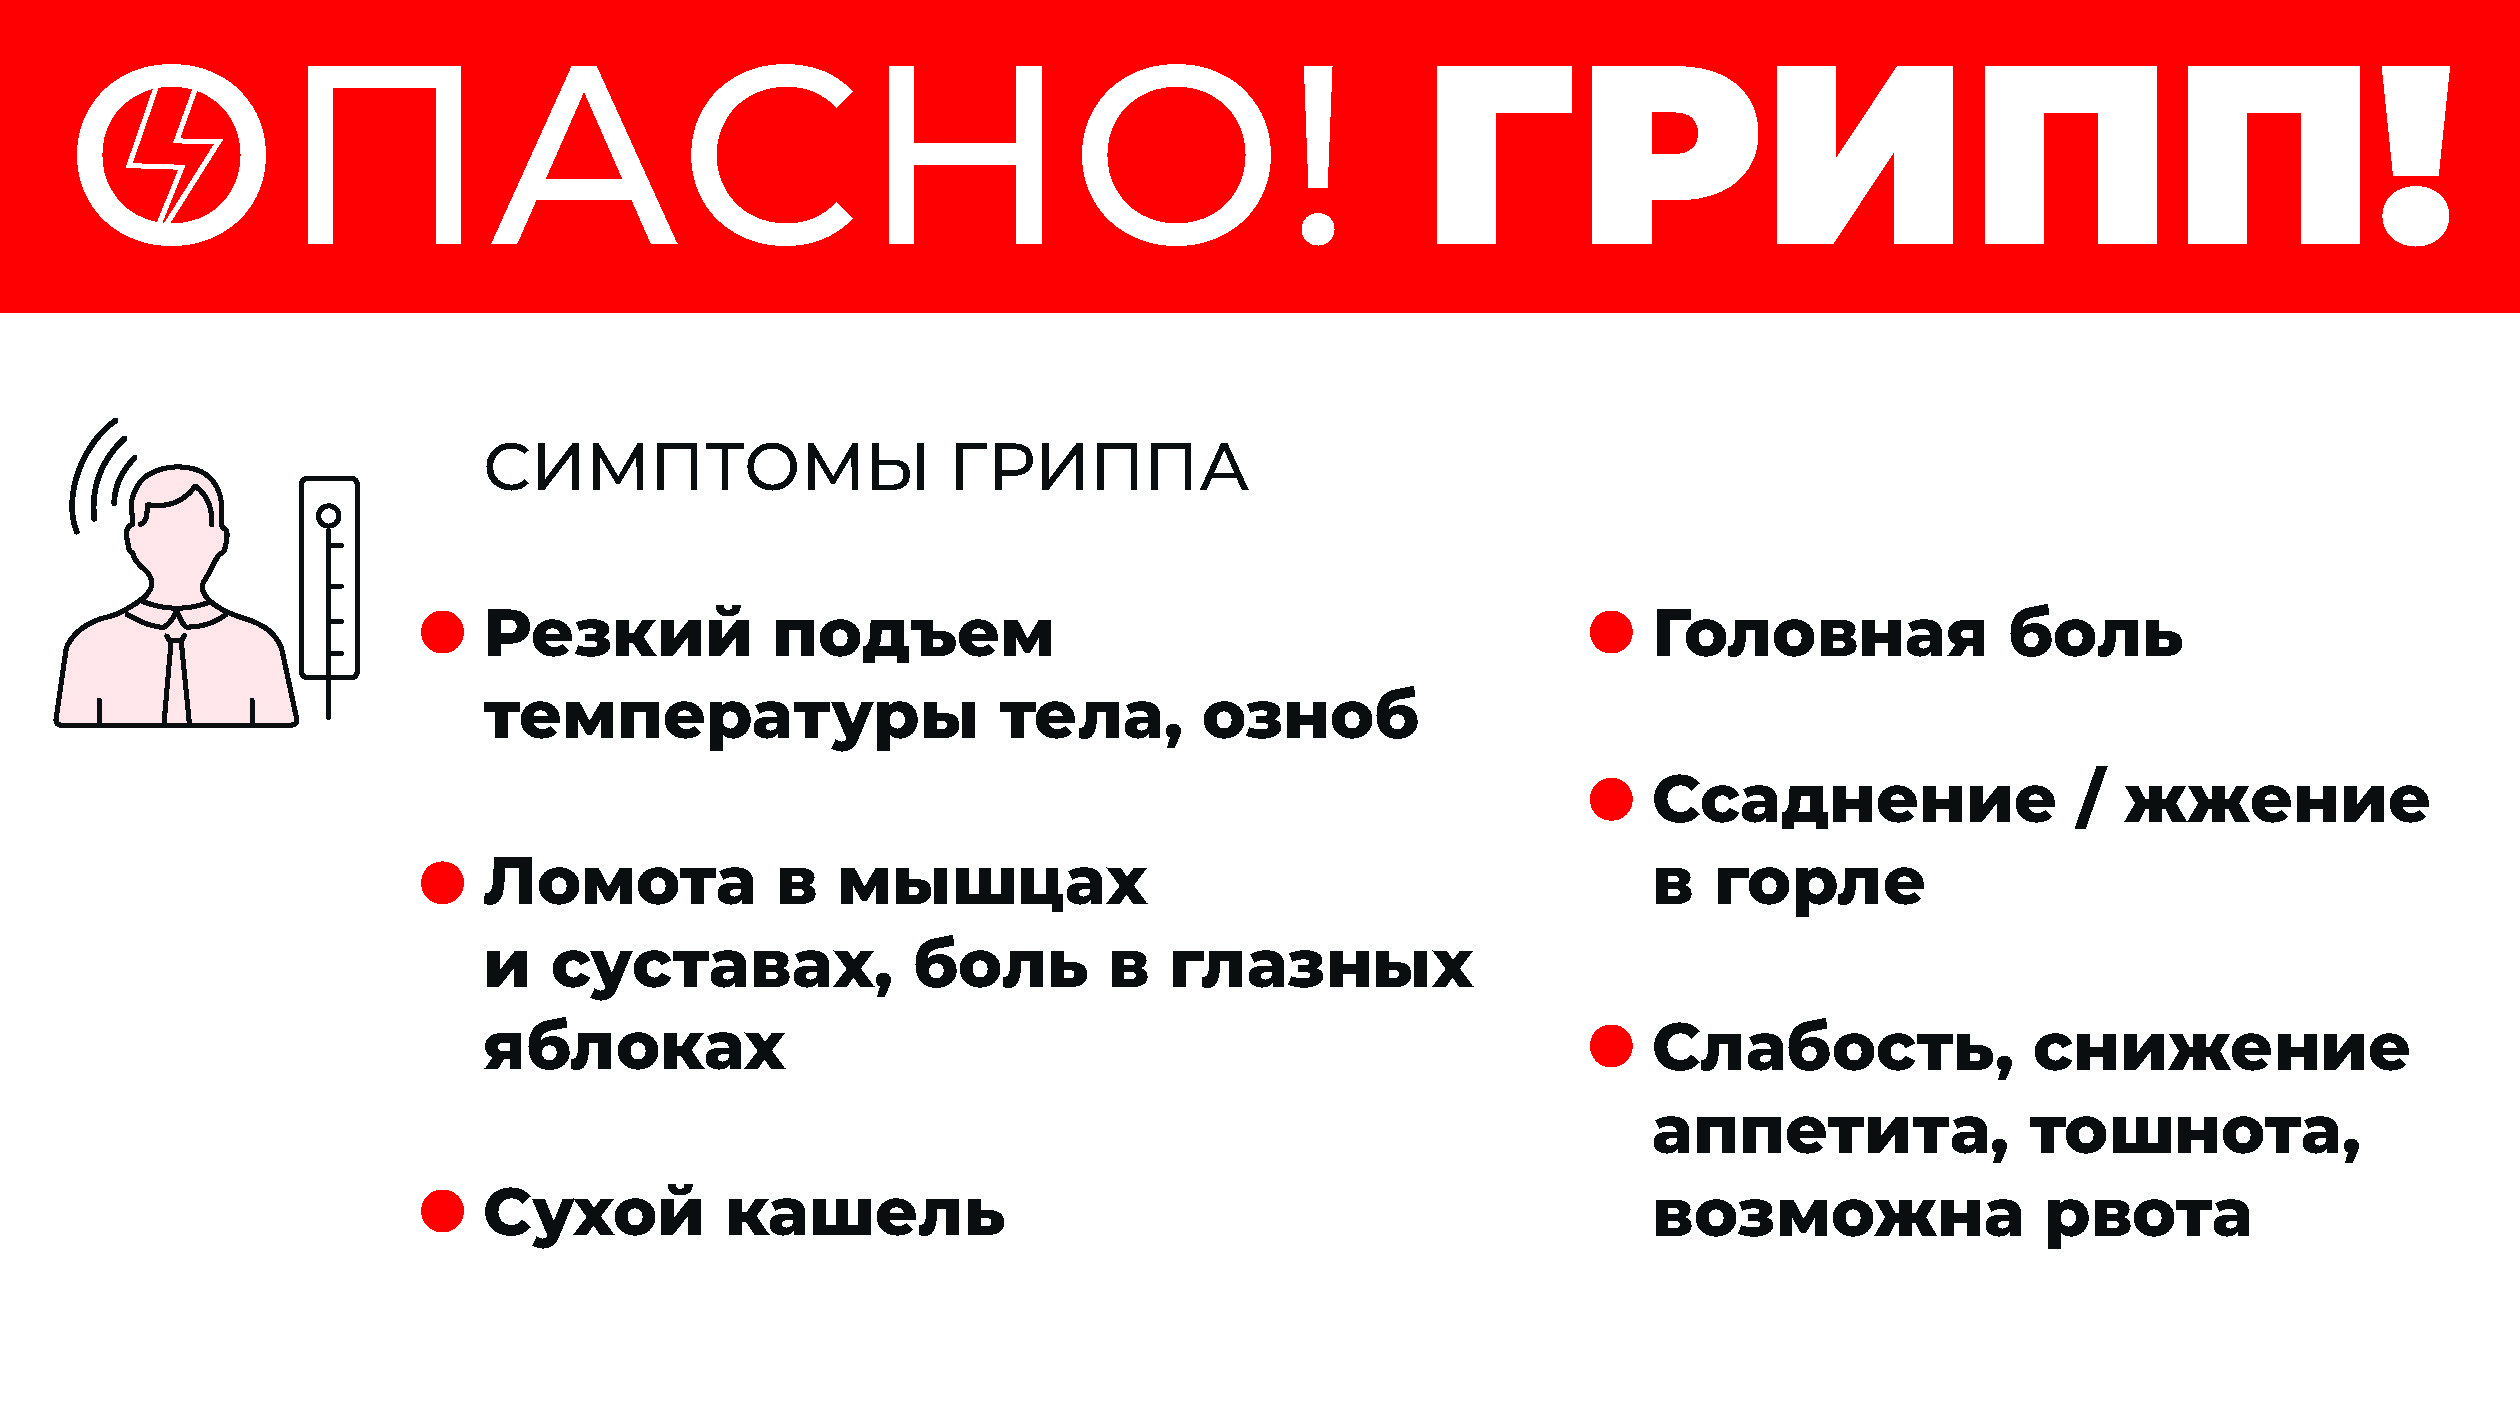 ОПАСНО! ГРИПП!
СИМПТОМЫ ГРИППА
Резкий подъем
температуры тела, озноб
Ломота в мышцах
и суставах, боль в глазных
яблоках
Сухой кашель
Головная боль
Ссаднение / жжение
в горле
Слабость, снижение
аппетита, тошнота,
возможна рвота